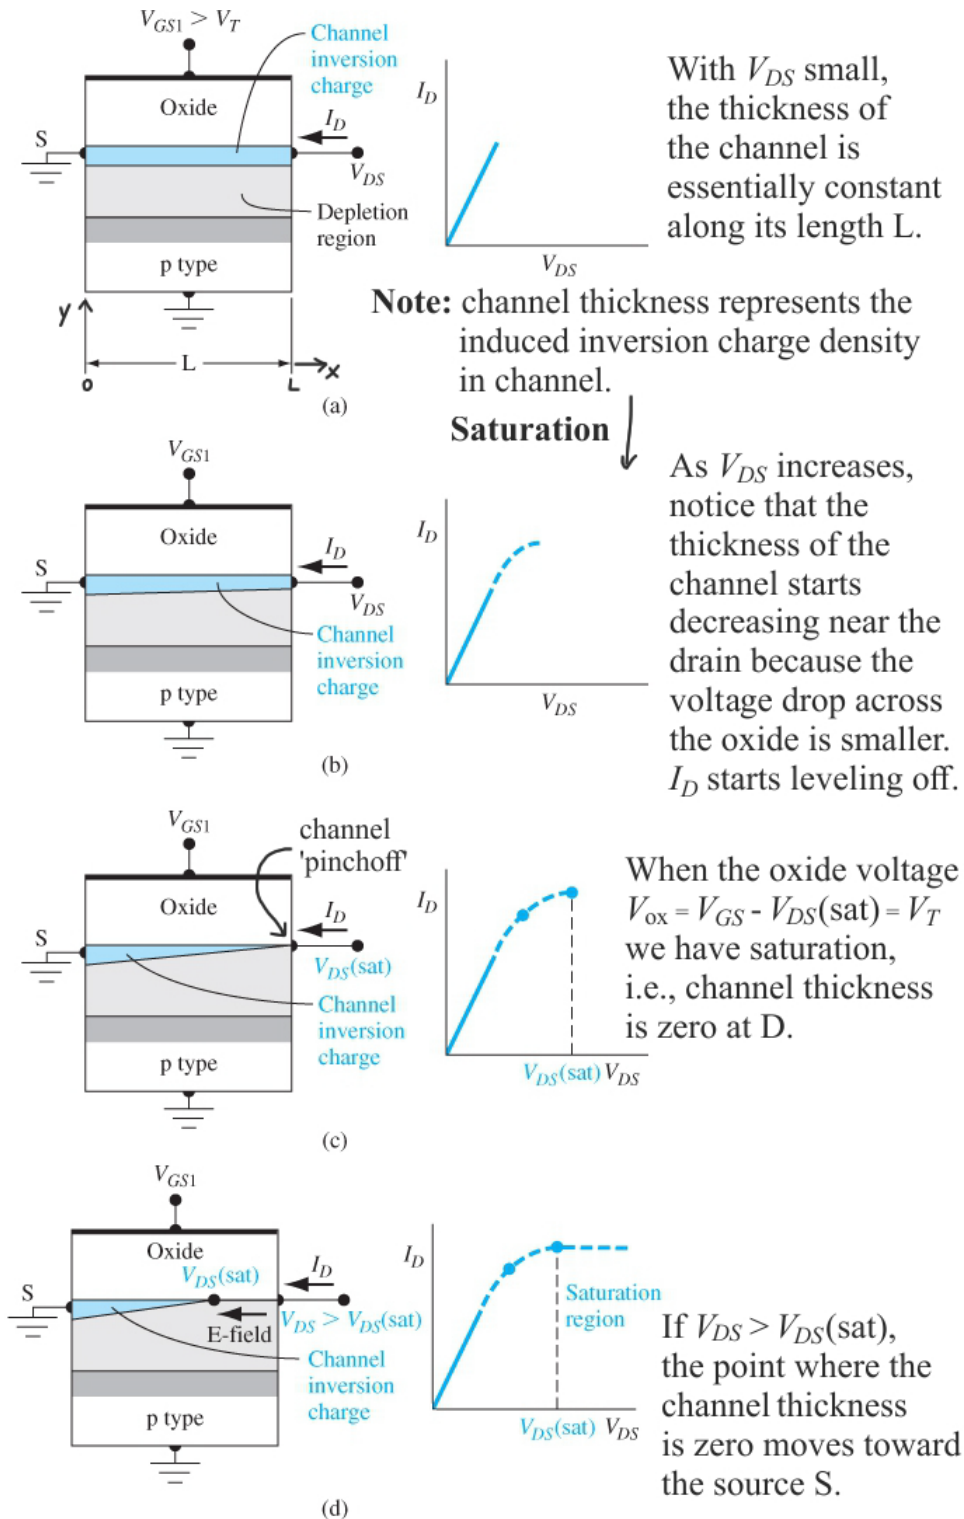 V_GS1 > V_T
Channel
inversion
charge
Oxide
I_D
S
V_DS
Depletion
region
p type
y
L
0
L
x
(a)
I_D
V_DS
With V_DS small,
the thickness of
the channel is
essentially constant
along its length L.
Note: channel thickness represents the
induced inversion charge density
in channel.
Saturation
V_GS1
Oxide
I_D
S
V_DS
Channel
inversion
charge
p type
(b)
I_D
V_DS
As V_DS increases,
notice that the
thickness of the
channel starts
decreasing near the
drain because the
voltage drop across
the oxide is smaller.
I_D starts leveling off.
V_GS1
channel
'pinchoff'
Oxide
I_D
S
V_DS(sat)
Channel
inversion
charge
p type
(c)
I_D
V_DS(sat) V_DS
When the oxide voltage
V_ox = V_GS - V_DS(sat) = V_T
we have saturation,
i.e., channel thickness
is zero at D.
V_GS1
Oxide
V_DS(sat)
I_D
S
E-field
V_DS > V_DS(sat)
Channel
inversion
charge
p type
(d)
I_D
Saturation
region
V_DS(sat) V_DS
If V_DS > V_DS(sat),
the point where the
channel thickness
is zero moves toward
the source S.